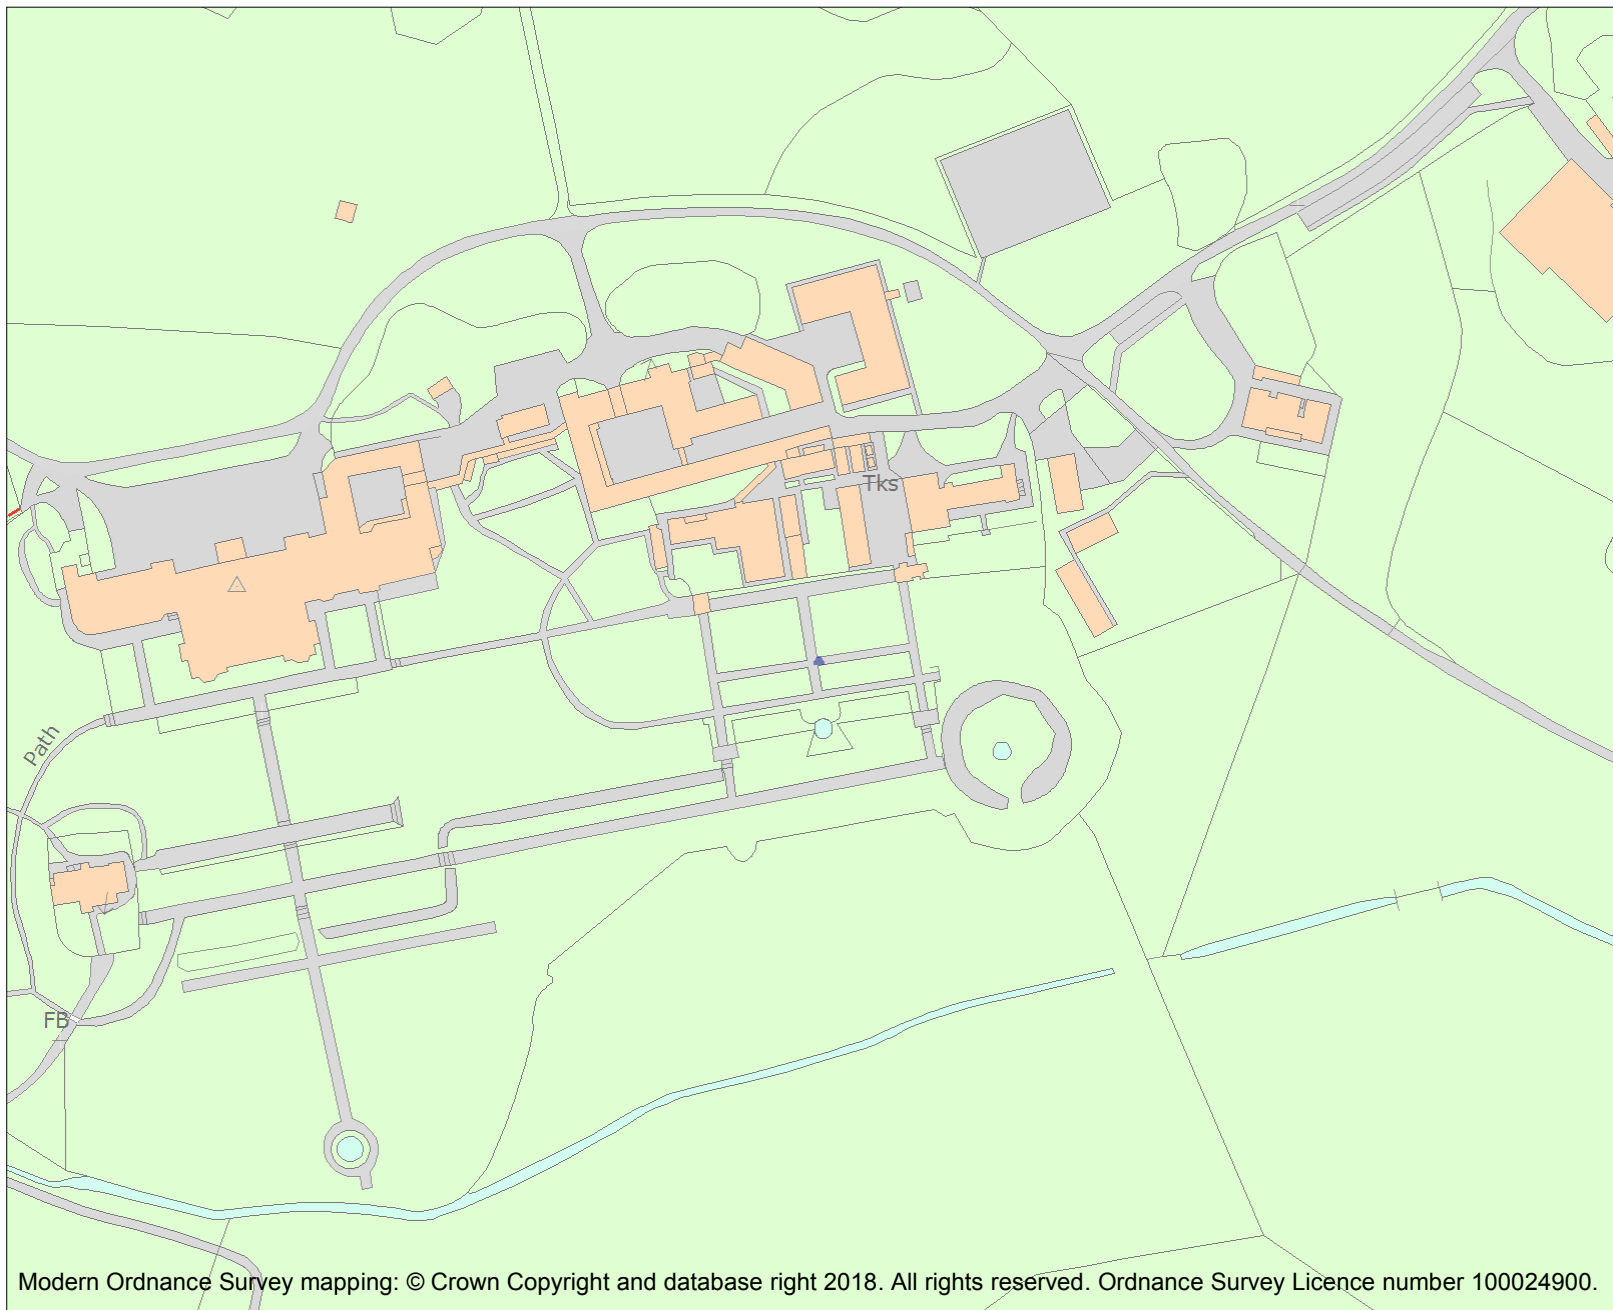 Tks
Path
FB
Modern Ordnance Survey mapping: © Crown Copyright and database right 2018. All rights reserved. Ordnance Survey Licence number 100024900.